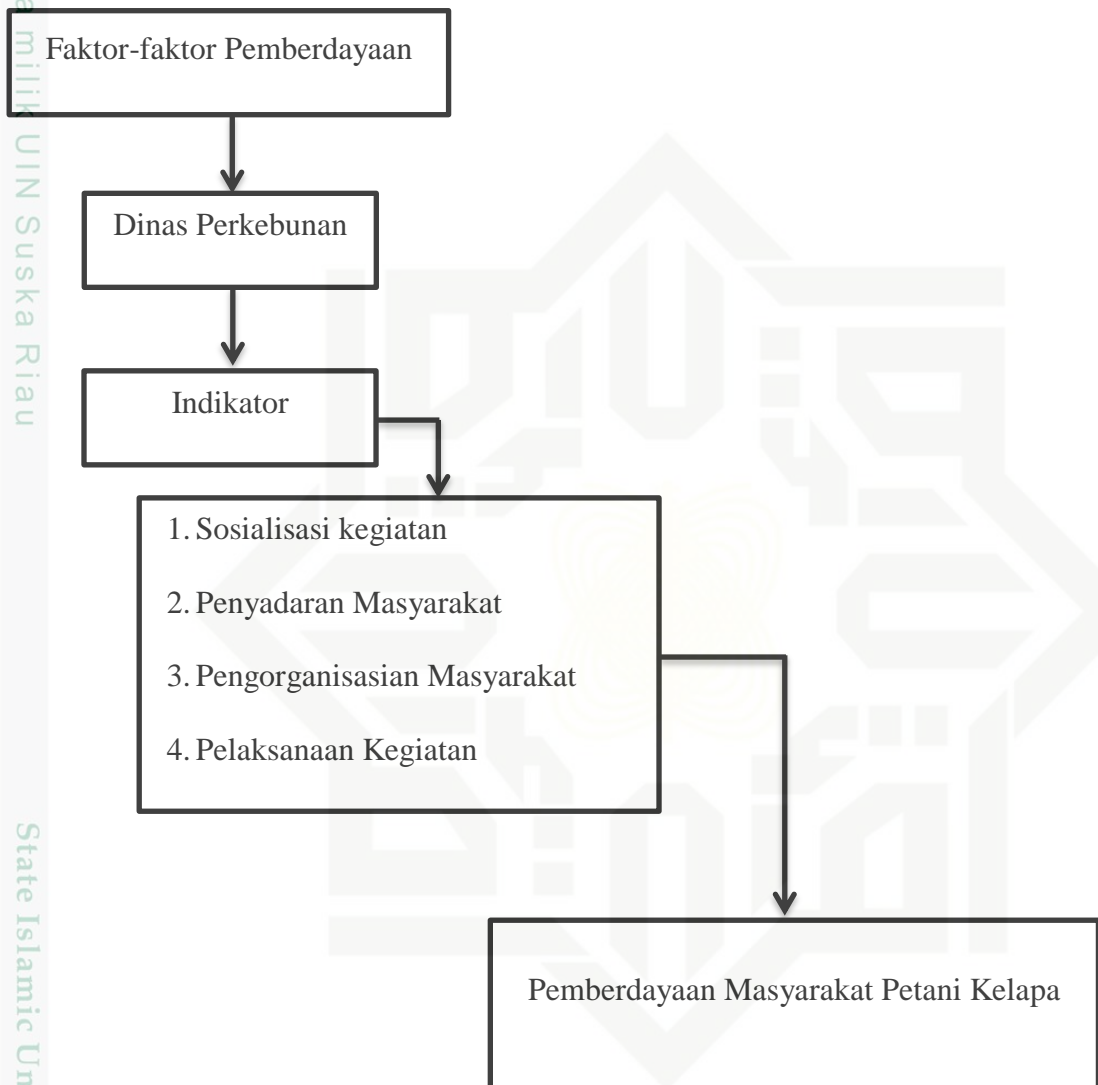 a milik UIN Suska Riau
Faktor-faktor Pemberdayaan
Dinas Perkebunan
Indikator
1. Sosialisasi kegiatan
2. Penyadaran Masyarakat
3. Pengorganisasian Masyarakat
4. Pelaksanaan Kegiatan
Pemberdayaan Masyarakat Petani Kelapa
State Islamic Un